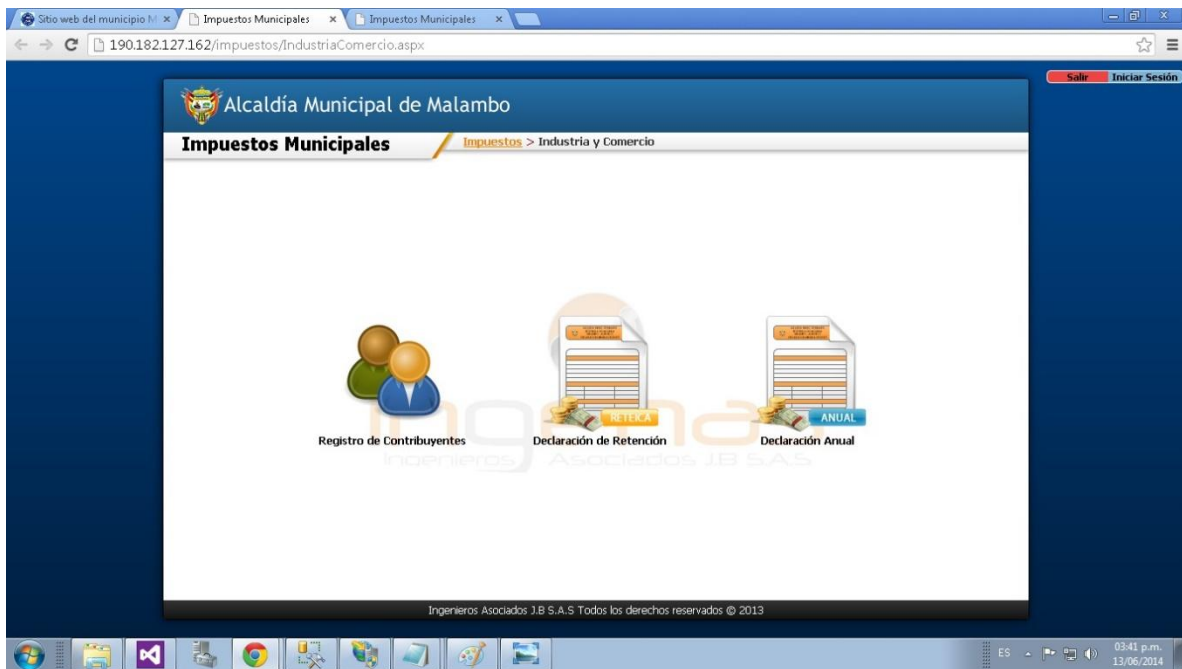 Sitio web del municipio M
Impuestos Municipales
Impuestos Municipales
190.182.127.162/impuestos/IndustriaComercio.aspx
Salir
Iniciar Sesión
Alcaldía Municipal de Malambo
Impuestos Municipales
Impuestos > Industria y Comercio
RETEICA
ANUAL
Registro de Contribuyentes
Declaración de Retención
Declaración Anual
Ingenieros Asociados J.B S.A.S
Ingenieros Asociados J.B S.A.S Todos los derechos reservados @ 2013
ES
03:41 p.m.
13/06/2014